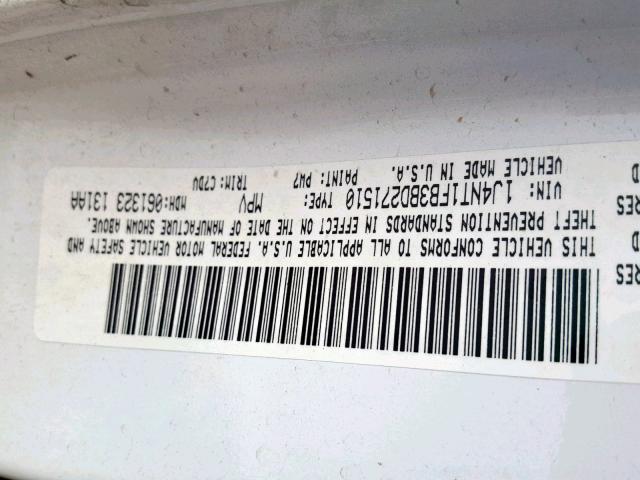 THIS VEHICLE CONFORMS TO ALL APPLICABLE U.S.A. FEDERAL MOTOR VEHICLE SAFETY AND
THEFT PREVENTION STANDARDS IN EFFECT ON THE DATE OF MANUFACTURE SHOWN ABOVE.
VIN: 1J4NT1FB3BD271510 TYPE: MPV MDH:061323 131AA
VEHICLE MADE IN U.S.A. PAINT: PW7 TRIM:C7DV